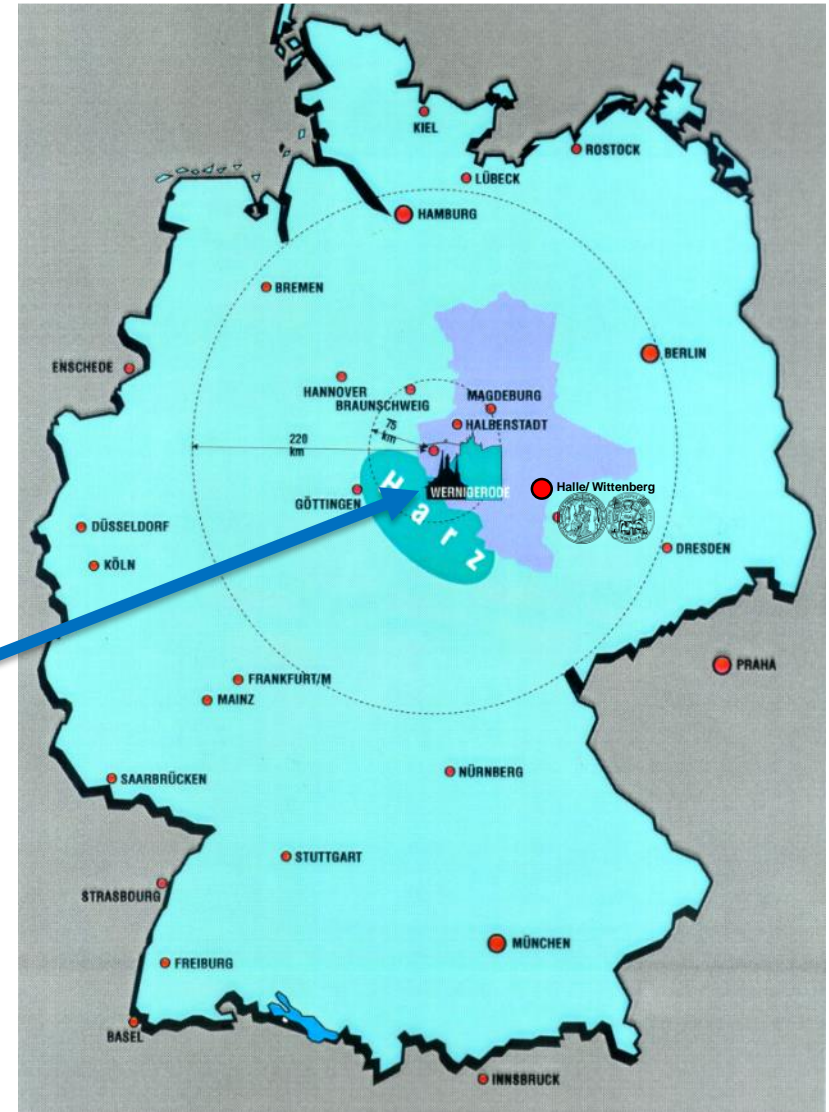 KIEL
ROSTOCK
LÜBECK
HAMBURG
BREMEN
BERLIN
ENSCHEDE
HANNOVER
BRAUNSCHWEIG
MAGDEBURG
HALBERSTADT
75
km
220
km
WERNIGERODE
Halle/ Wittenberg
GÖTTINGEN
Harz
DÜSSELDORF
DRESDEN
KÖLN
PRAHA
FRANKFURT/M
MAINZ
SAARBRÜCKEN
NÜRNBERG
STUTTGART
STRASBOURG
MÜNCHEN
FREIBURG
BASEL
INNSBRUCK